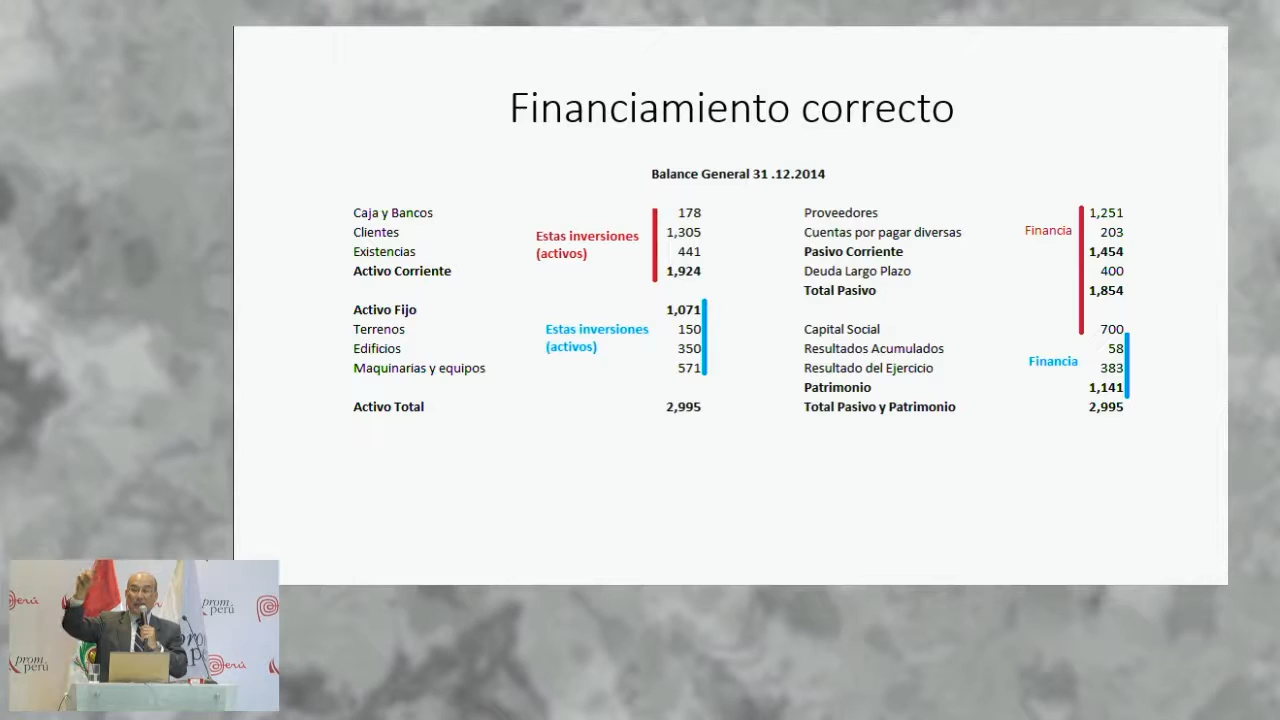 Financiamiento correcto
Balance General 31 .12.2014
Caja y Bancos 178
Clientes 1,305
Existencias 441
Activo Corriente 1,924
Estas inversiones
(activos)
Activo Fijo 1,071
Terrenos 150
Edificios 350
Maquinarias y equipos 571
Estas inversiones
(activos)
Activo Total 2,995
Proveedores 1,251
Cuentas por pagar diversas 203
Pasivo Corriente 1,454
Deuda Largo Plazo 400
Total Pasivo 1,854
Financia
Capital Social 700
Resultados Acumulados 58
Resultado del Ejercicio 383
Patrimonio 1,141
Financia
Total Pasivo y Patrimonio 2,995
prom
perú
prom
perú